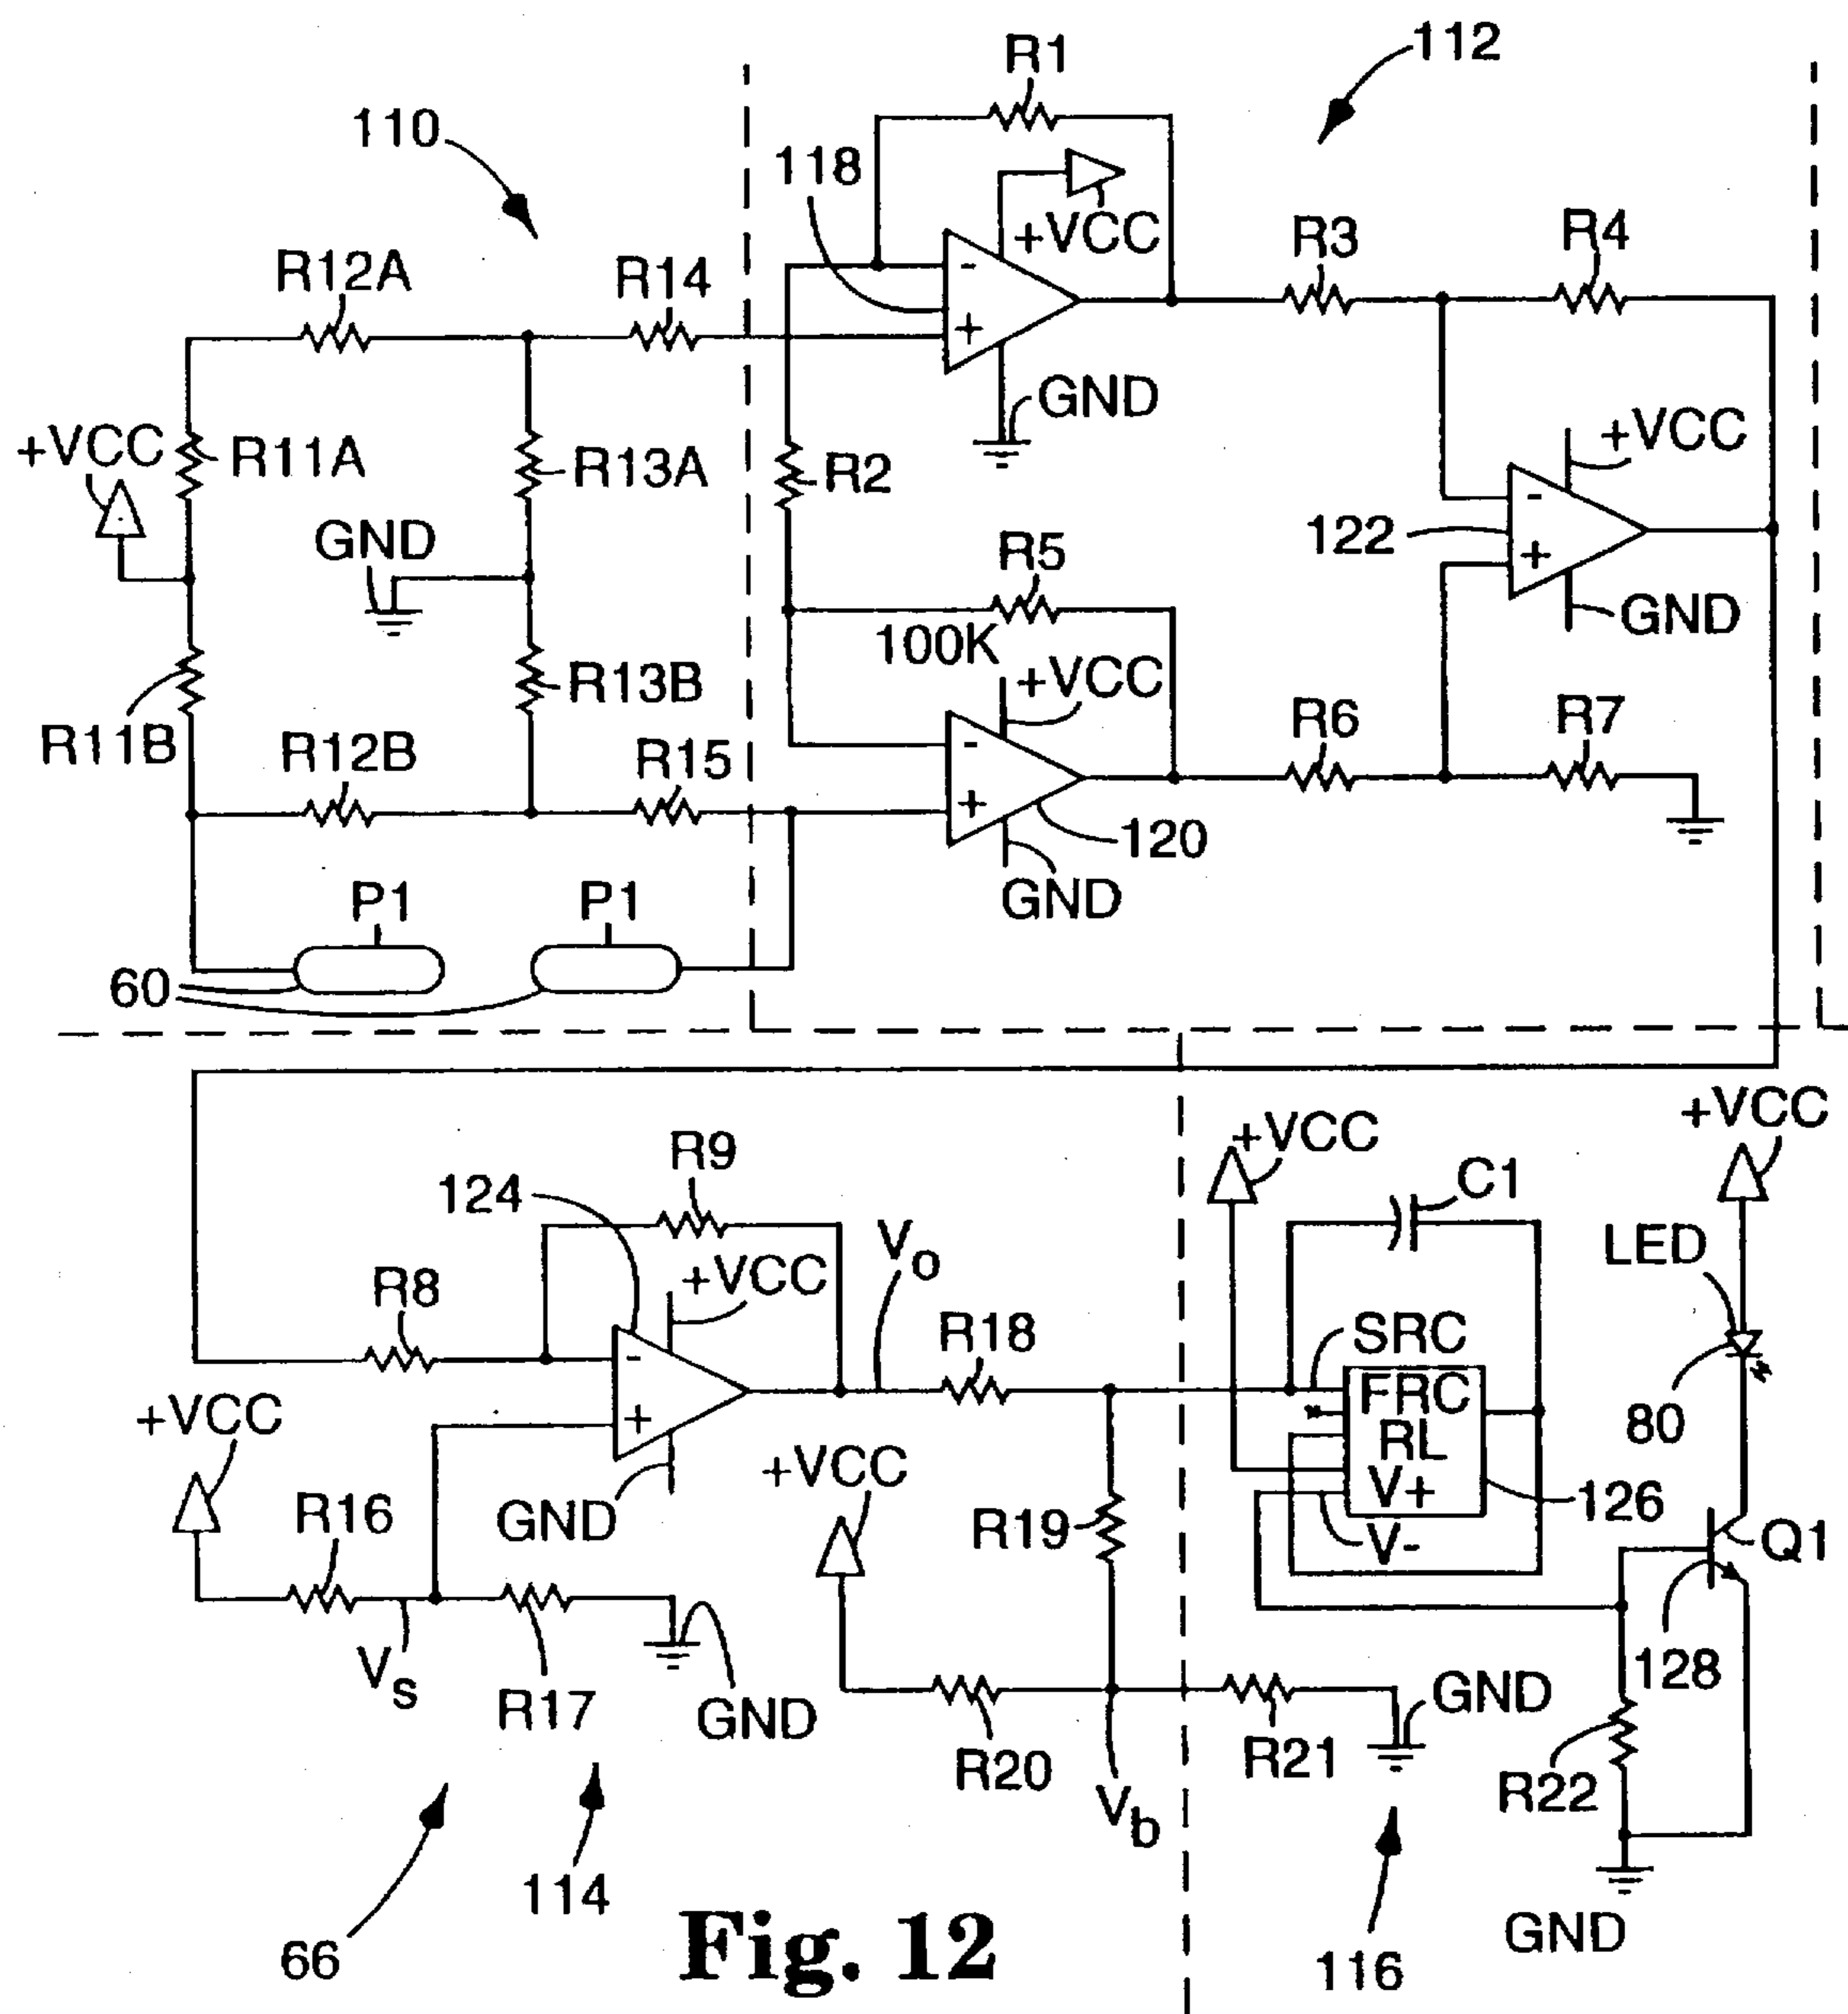 R1
112
110
118
+VCC
R12A
R14
R3
R4
-
+
GND
+VCC
R11A
R13A
R2
+VCC
GND
R5
122
-
+
100K
GND
R13B
+VCC
R11B
R12B
R15
R6
R7
-
+
120
GND
P1
P1
60
+VCC
+VCC
R9
124
C1
Vo
LED
R8
+VCC
R18
SRC
-
FRC
+
RL
80
+VCC
+VCC
V+
126
GND
R16
R19
V-
Q1
128
Vs
R17
GND
GND
R20
R21
R22
Vb
114
66
Fig. 12
116
GND